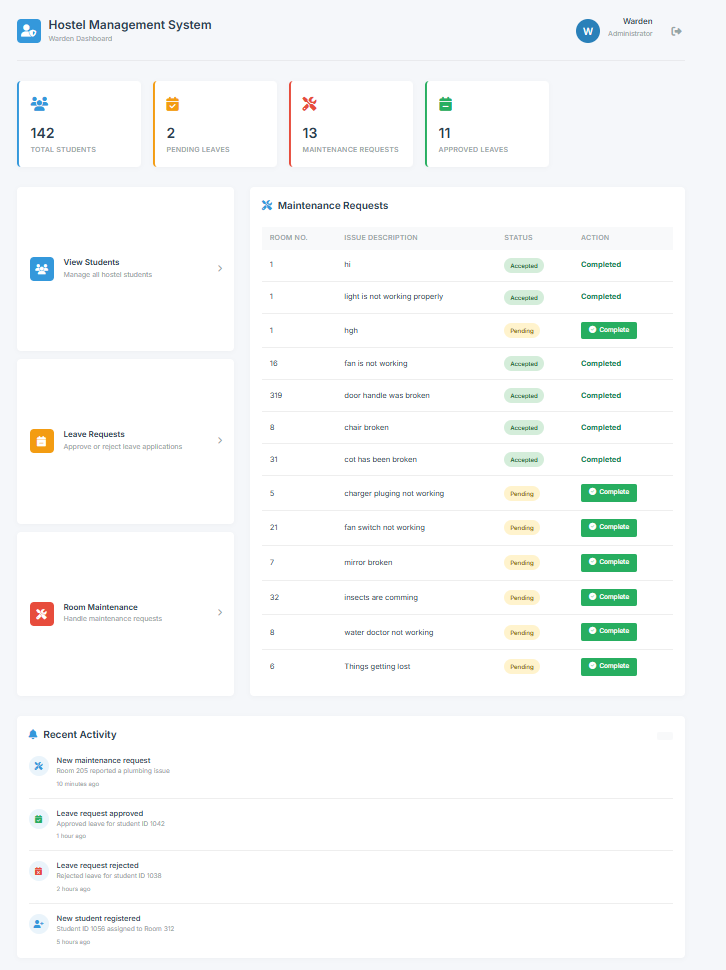 Hostel Management System
Warden Dashboard
W
Warden
Administrator
142
TOTAL STUDENTS
2
PENDING LEAVES
13
MAINTENANCE REQUESTS
11
APPROVED LEAVES
View Students
Manage all hostel students
Leave Requests
Approve or reject leave applications
Room Maintenance
Handle maintenance requests
Maintenance Requests
ROOM NO. ISSUE DESCRIPTION STATUS ACTION
1 hi Accepted Completed
1 light is not working properly Accepted Completed
1 hgh Pending Complete
16 fan is not working Accepted Completed
319 door handle was broken Accepted Completed
8 chair broken Accepted Completed
31 cot has been broken Accepted Completed
5 charger pluging not working Pending Complete
21 fan switch not working Pending Complete
7 mirror broken Pending Complete
32 insects are comming Pending Complete
8 water doctor not working Pending Complete
6 Things getting lost Pending Complete
Recent Activity
New maintenance request
Room 205 reported a plumbing issue
10 minutes ago
Leave request approved
Approved leave for student ID 1042
1 hour ago
Leave request rejected
Rejected leave for student ID 1038
2 hours ago
New student registered
Student ID 1056 assigned to Room 312
5 hours ago